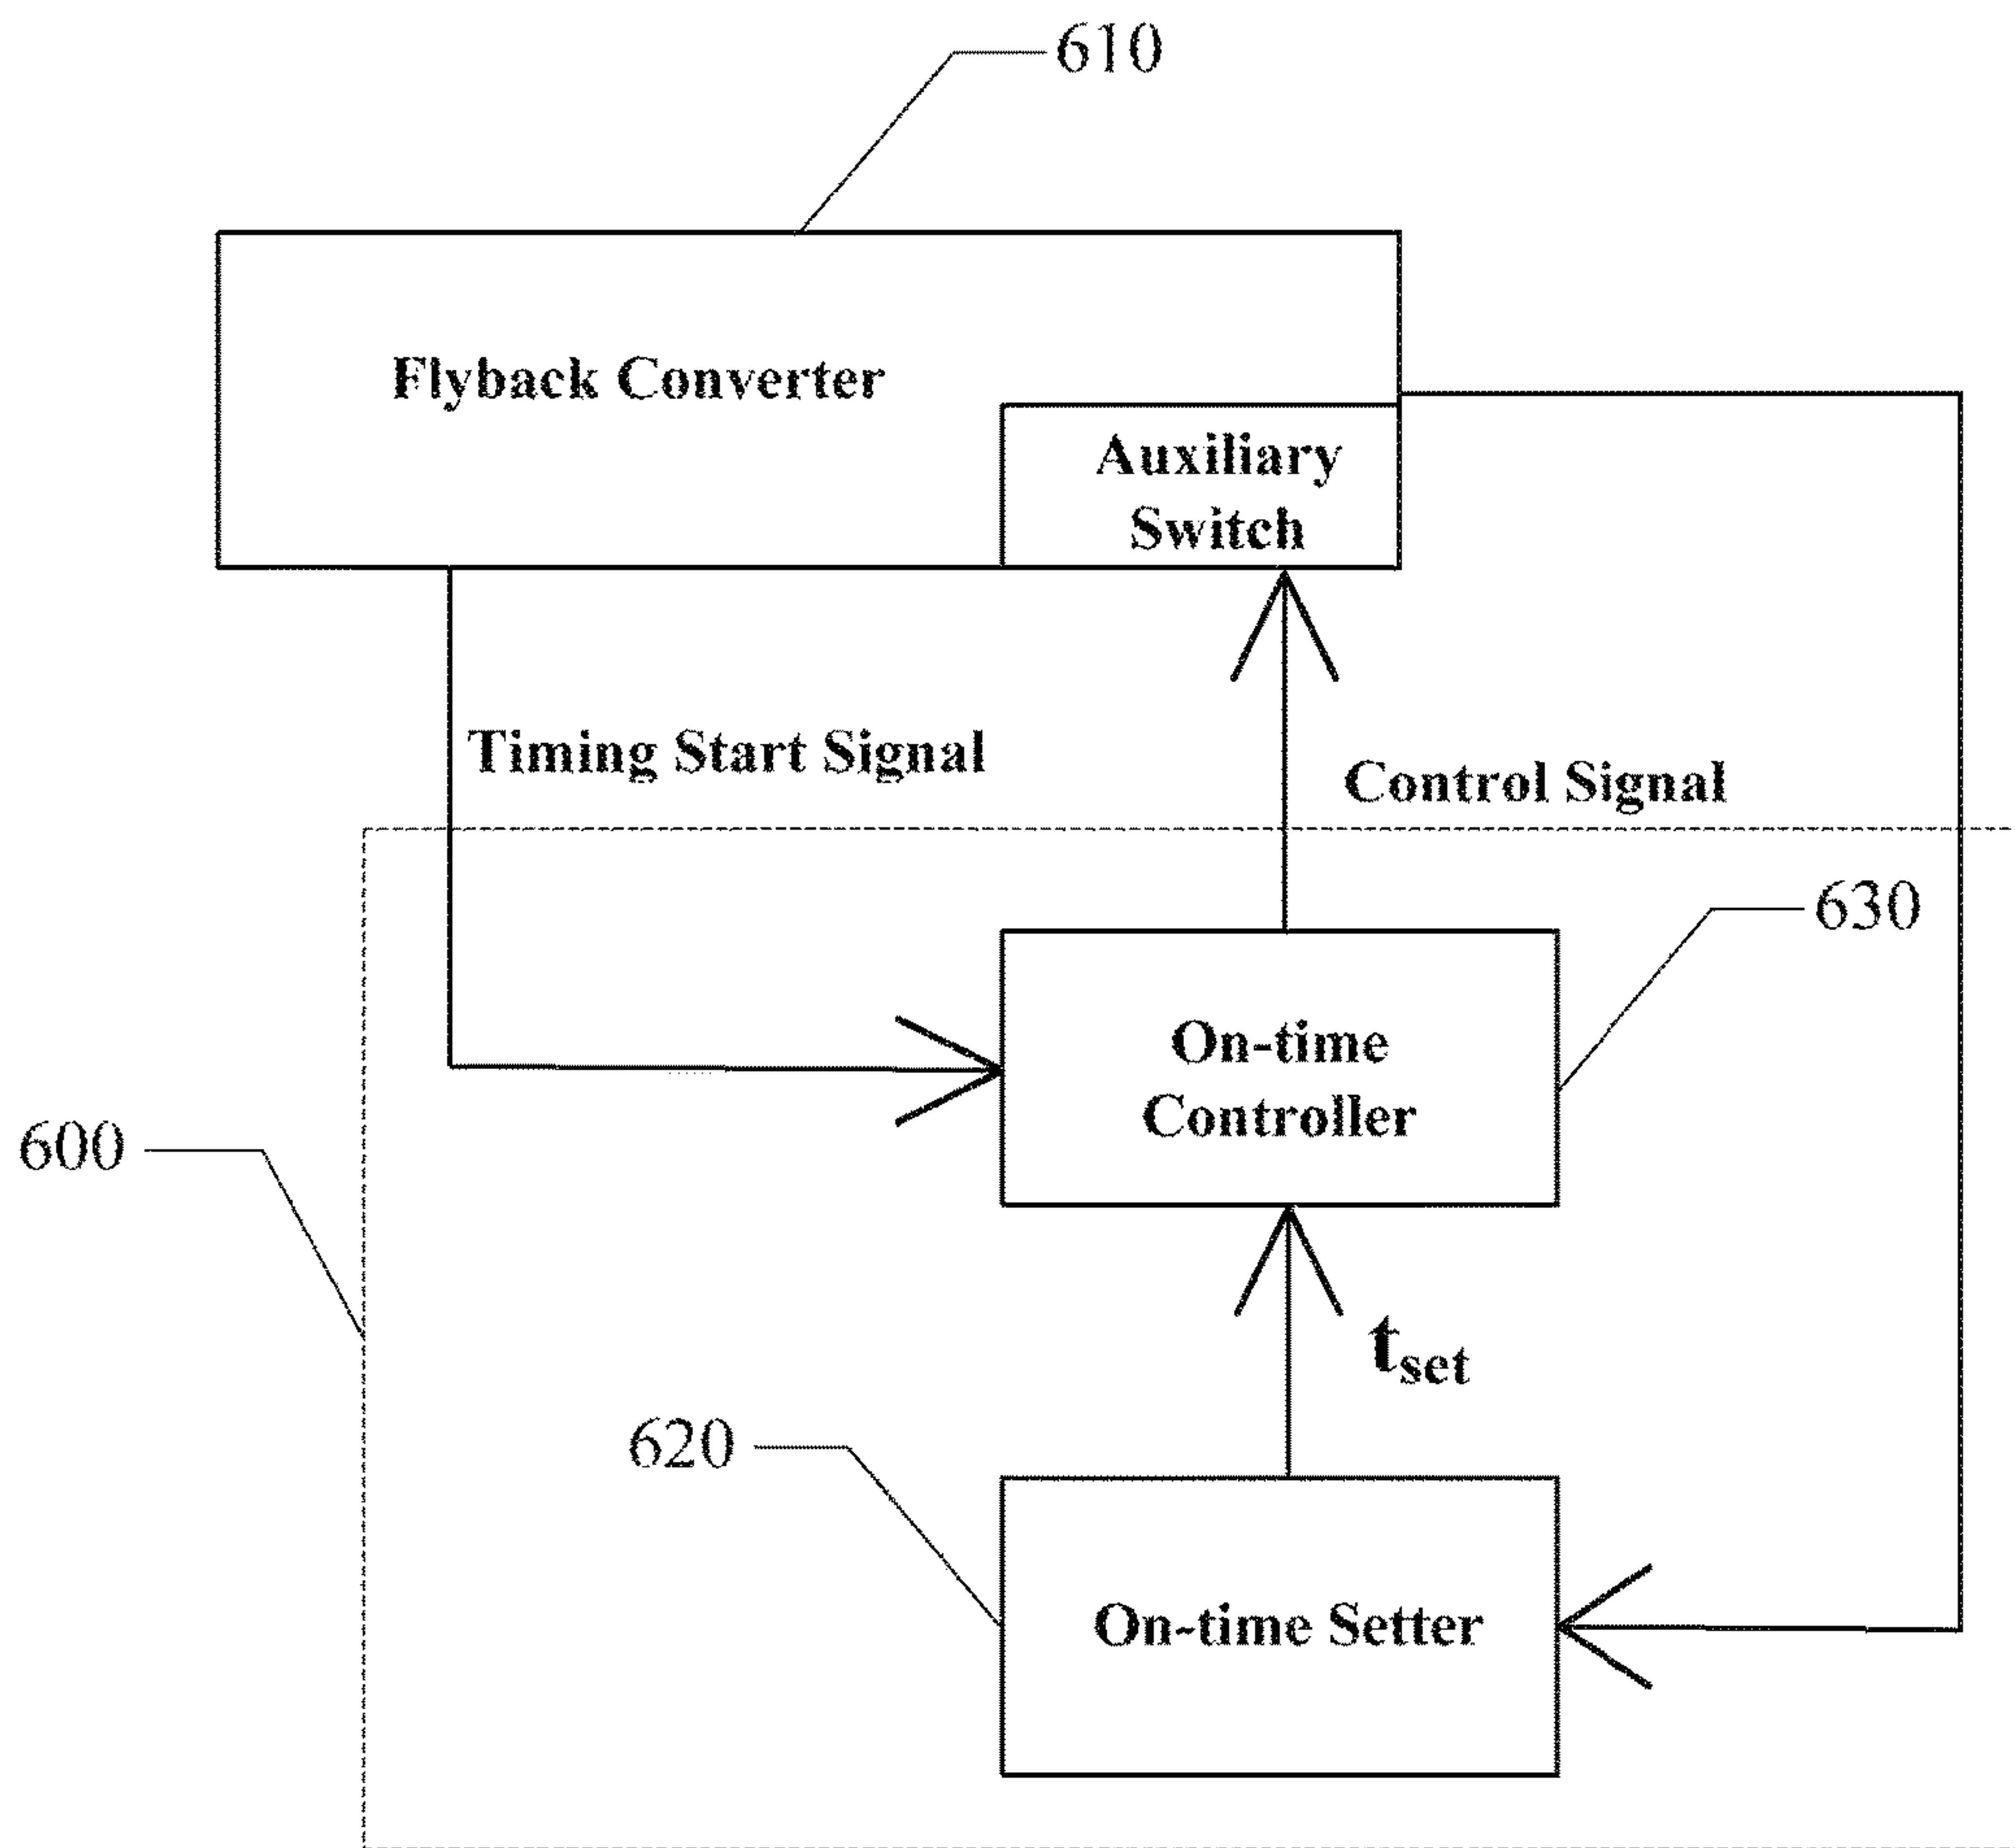 610
Flyback Converter
Auxiliary
Switch
Timing Start Signal
Control Signal
630
On-time
Controller
600
tset
620
On-time Setter